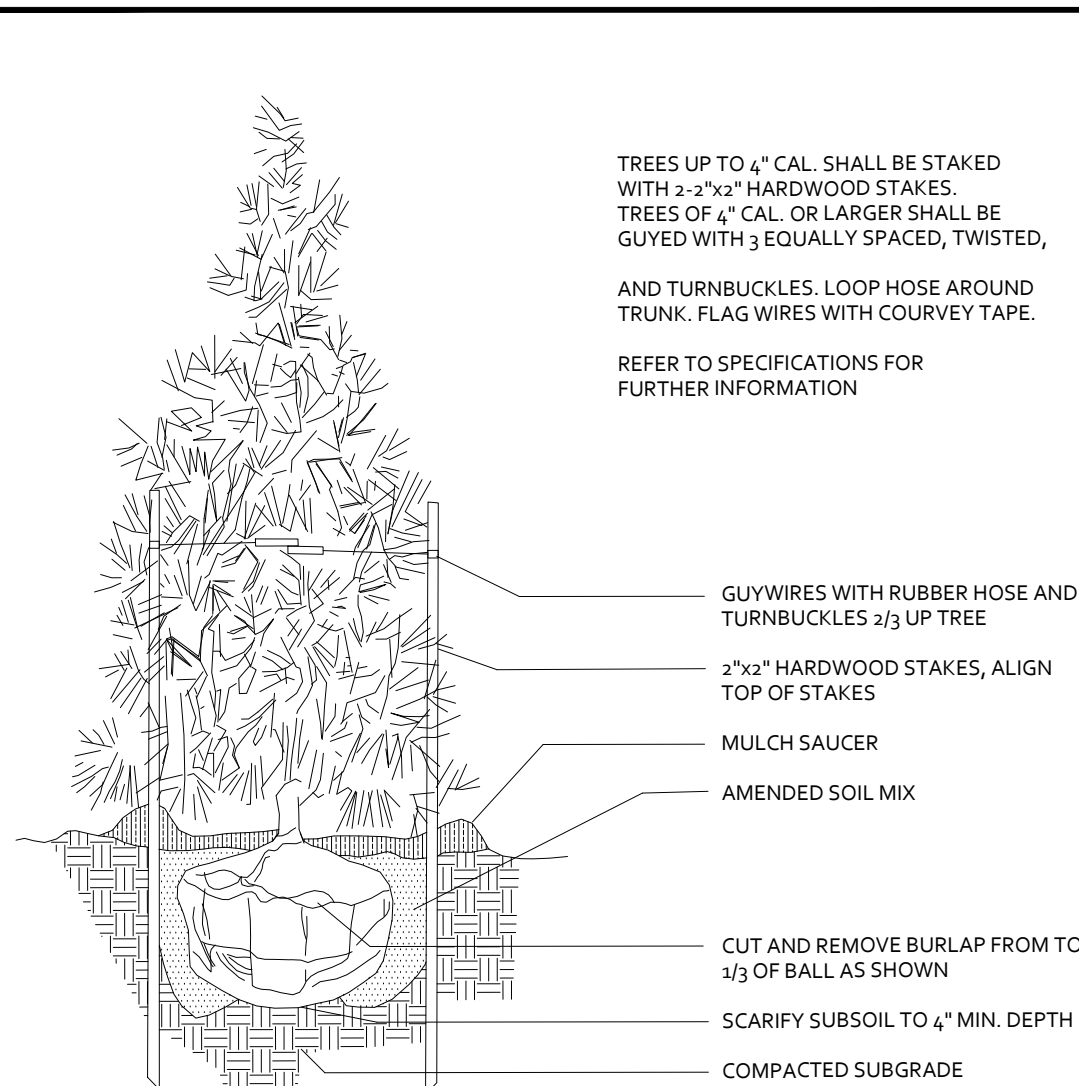 TREES UP TO 4" CAL. SHALL BE STAKED
WITH 2-2"x2" HARDWOOD STAKES.
TREES OF 4" CAL. OR LARGER SHALL BE
GUYED WITH 3 EQUALLY SPACED, TWISTED,
AND TURNBUCKLES. LOOP HOSE AROUND
TRUNK. FLAG WIRES WITH COURVEY TAPE.
REFER TO SPECIFICATIONS FOR
FURTHER INFORMATION
GUYWIRES WITH RUBBER HOSE AND
TURNBUCKLES 2/3 UP TREE
2"x2" HARDWOOD STAKES, ALIGN
TOP OF STAKES
MULCH SAUCER
AMENDED SOIL MIX
CUT AND REMOVE BURLAP FROM
1/3 OF BALL AS SHOWN
SCARIFY SUBSOIL TO 4" MIN. DEPTH
COMPACTED SUBGRADE